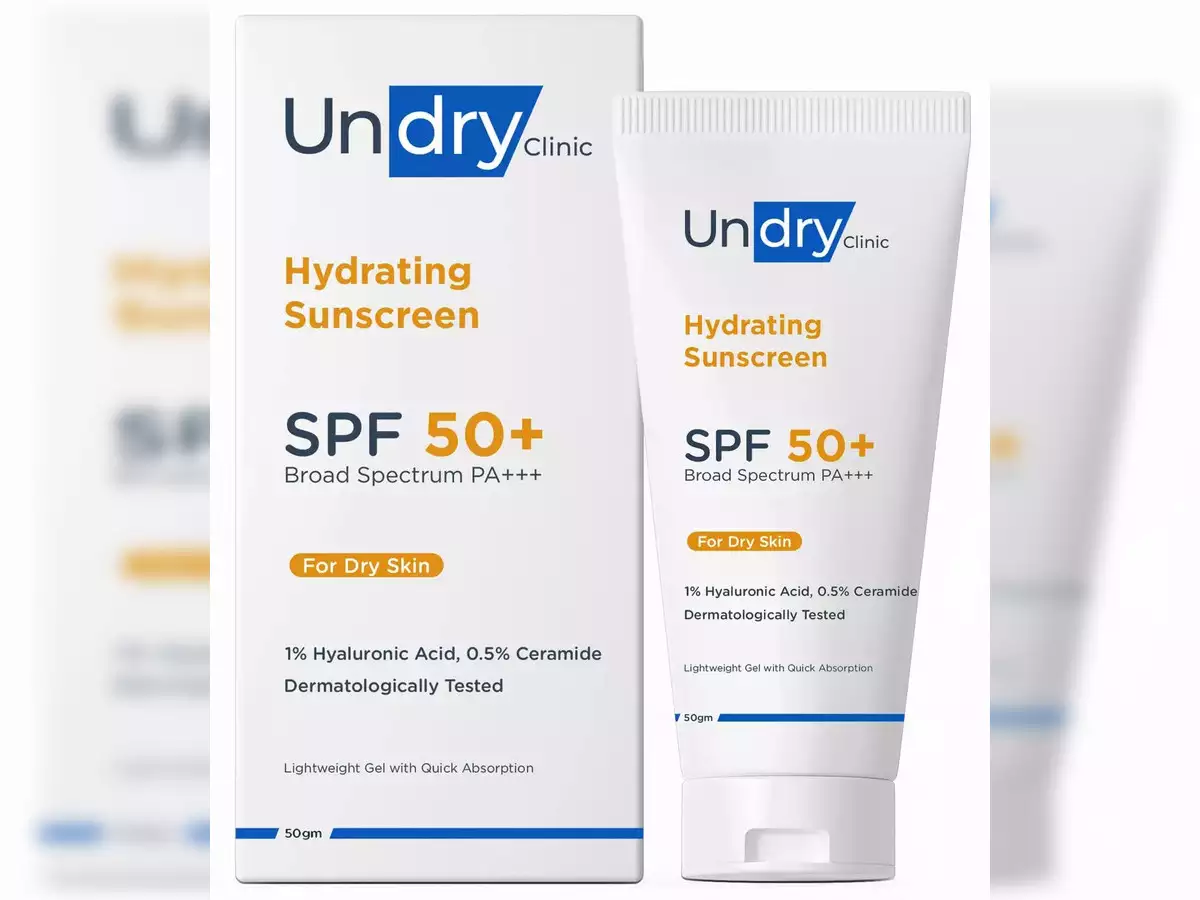 Undry Clinic
Hydrating
Sunscreen
SPF 50+
Broad Spectrum PA+++
For Dry Skin
1% Hyaluronic Acid, 0.5% Ceramide
Dermatologically Tested
Lightweight Gel with Quick Absorption
50gm
Undry Clinic
Hydrating
Sunscreen
SPF 50+
Broad Spectrum PA+++
For Dry Skin
1% Hyaluronic Acid, 0.5% Ceramide
Dermatologically Tested
Lightweight Gel with Quick Absorption
50gm